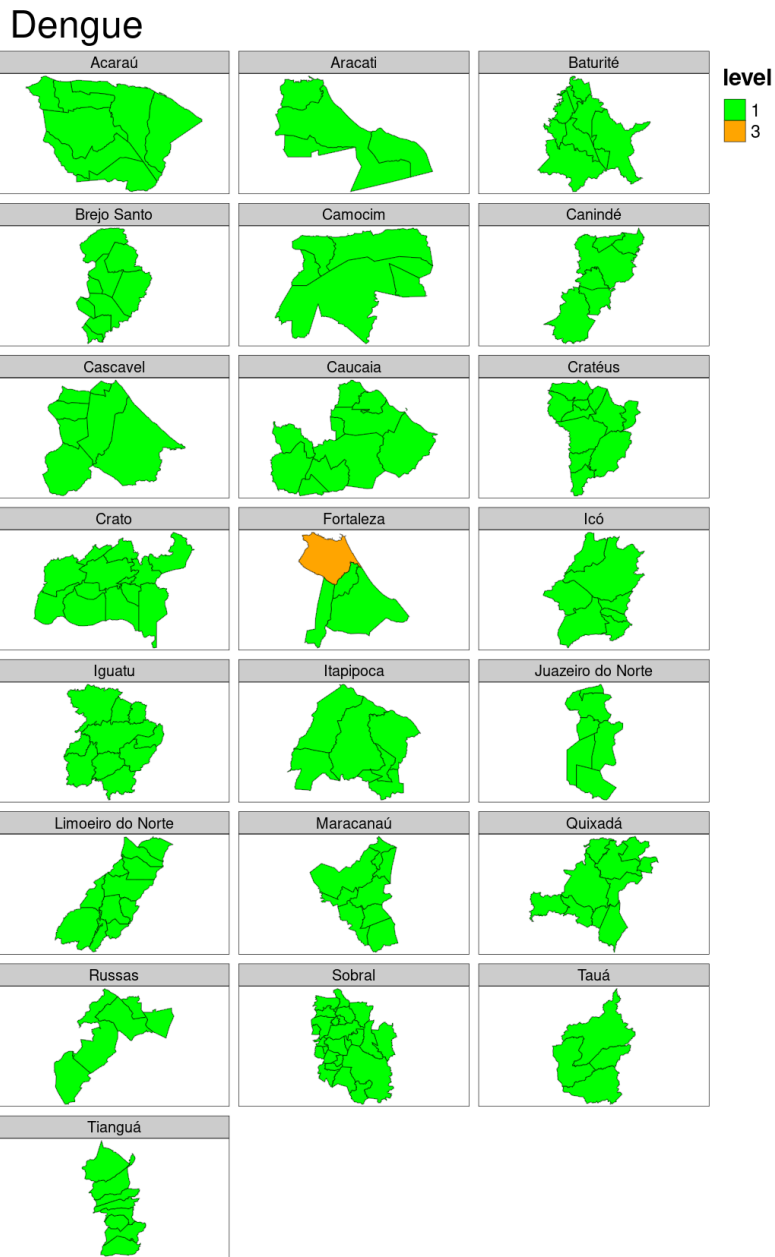 Dengue
Acaraú
Aracati
Baturité
level
1
3
Brejo Santo
Camocim
Canindé
Cascavel
Caucaia
Cratéus
Crato
Fortaleza
Icó
Iguatu
Itapipoca
Juazeiro do Norte
Limoeiro do Norte
Maracanaú
Quixadá
Russas
Sobral
Tauá
Tianguá